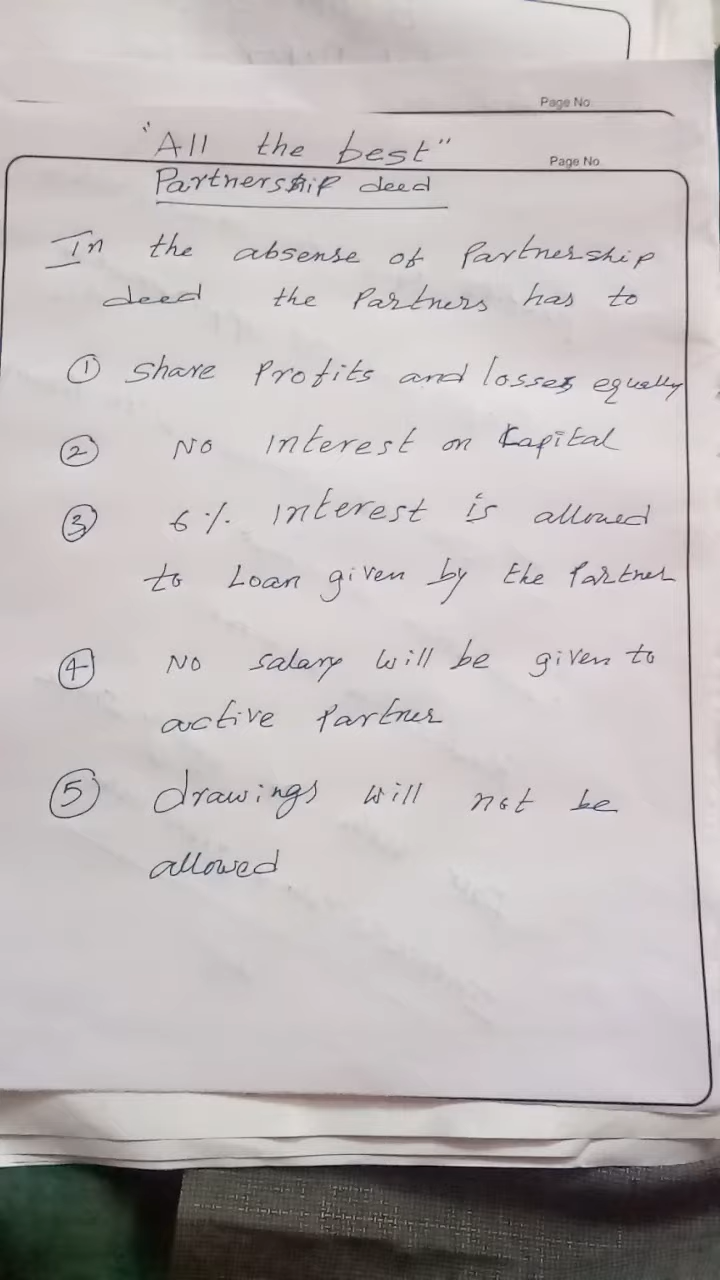 Page No
"All the best"
Page No.
Partnership deed
In the absense of Partnership
deed the Partners has to
① Share Profits and losses equally
② No interest on Capital
③ 6% interest is allowed
to Loan given by the Partner
④ No salary will be given to
active Partner
⑤ drawings will not be
allowed